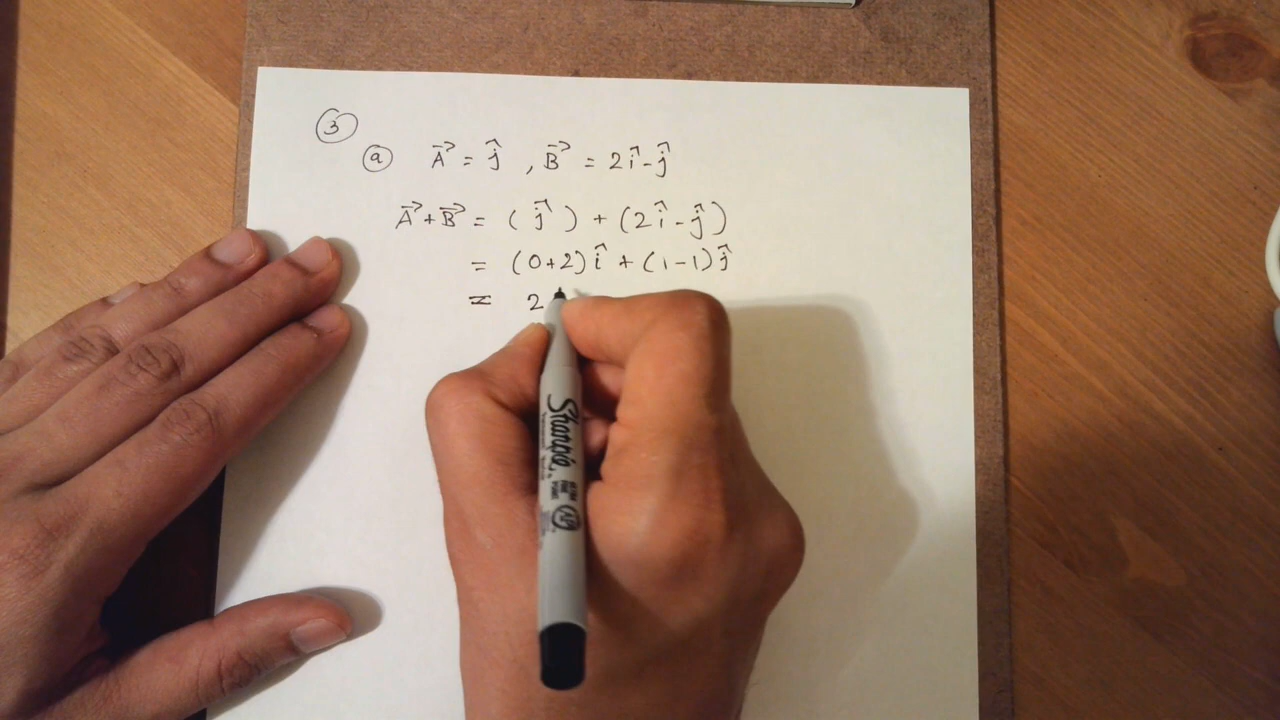 3
a A⃗ = ĵ , B⃗ = 2î - ĵ
A⃗ + B⃗ = ( ĵ ) + (2î - ĵ)
= (0+2) î + (1-1) ĵ
= 2
Sharpie